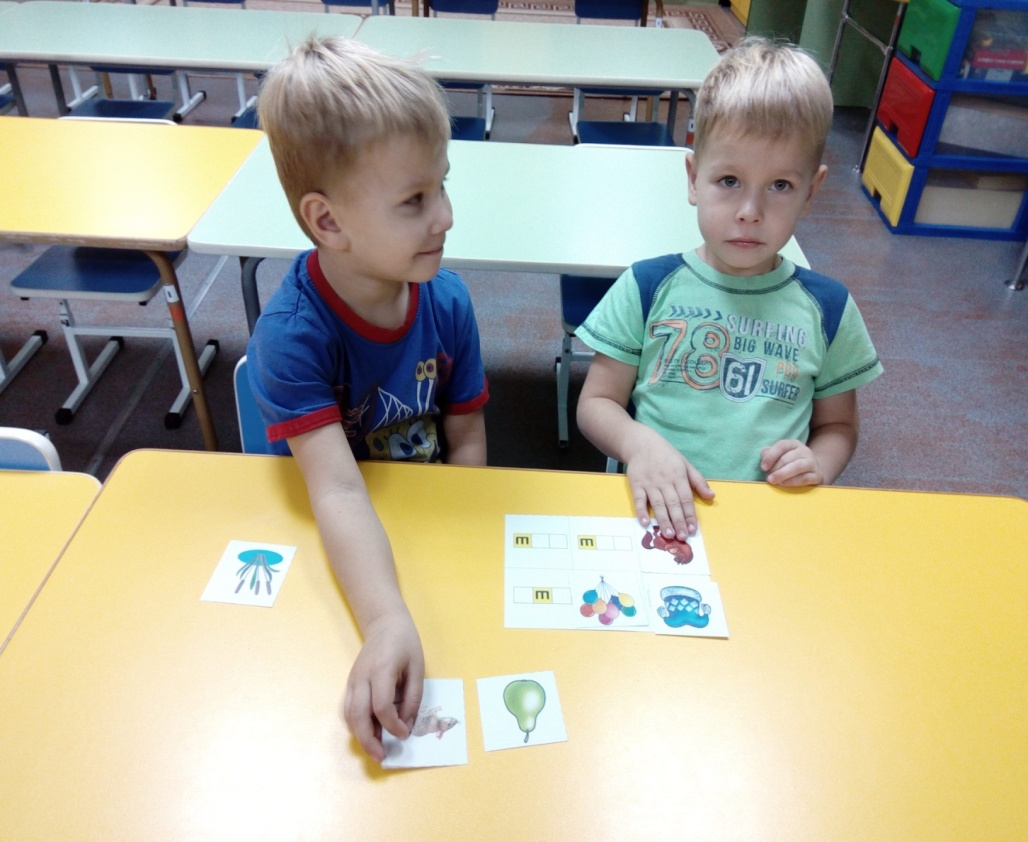 SURFING
78
BIG WAVE
61
SURFER
ш
ш
ш